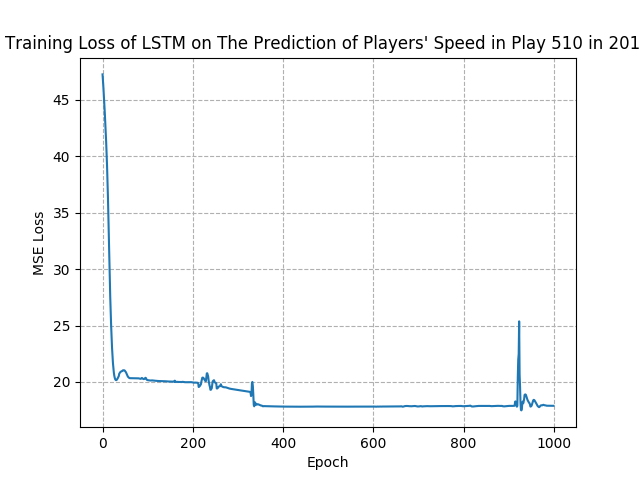 Training Loss of LSTM on The Prediction of Players' Speed in Play 510 in 201
MSE Loss
45
40
35
30
25
20
0 200 400 600 800 1000
Epoch